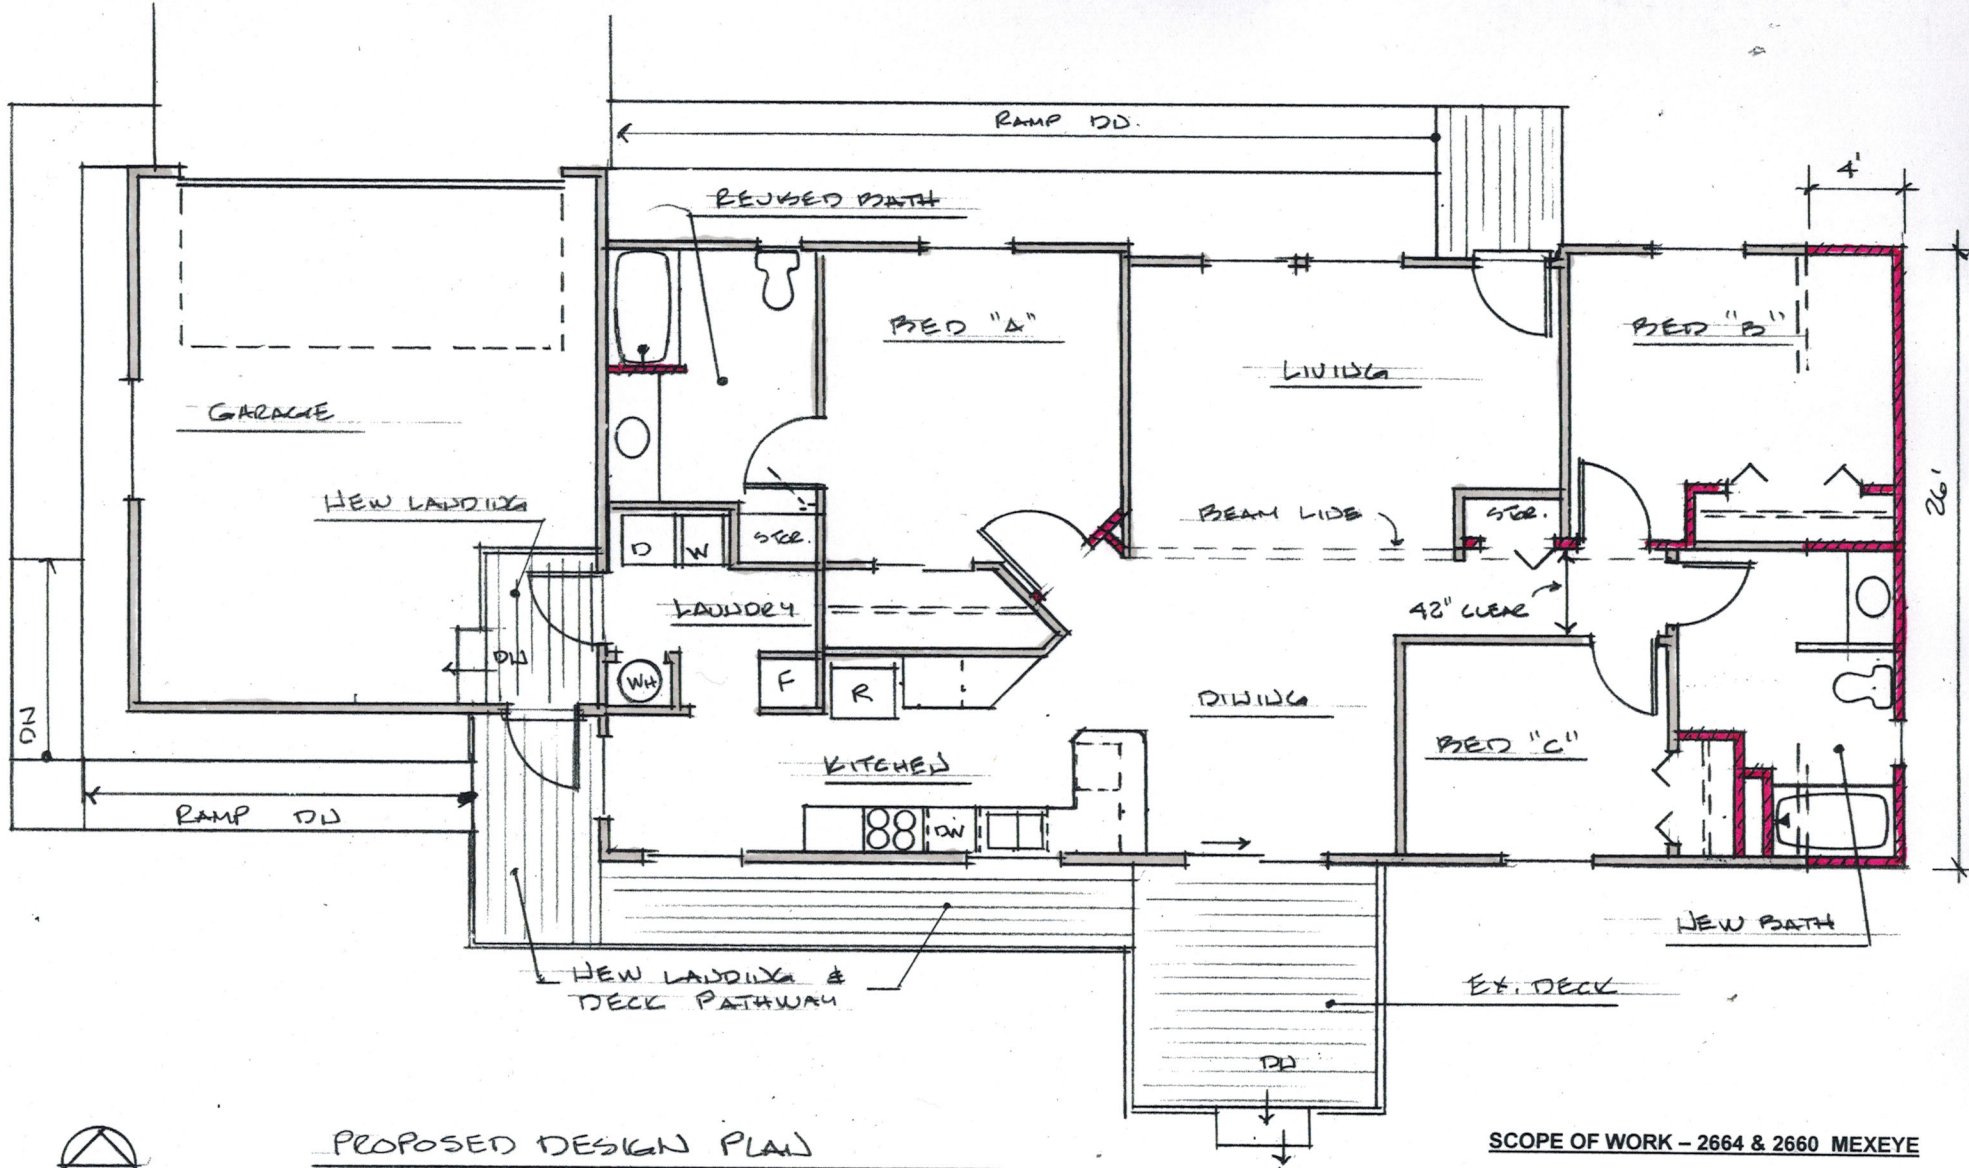 RAMP DN.
4'
REVISED BATH
BED "A"
BED "B"
LIVING
GARAGE
NEW LANDING
BEAM LINE
STOR.
26'
D W
STOR.
LAUNDRY
42" CLEAR
DN
WH
F
R
DINING
DN
KITCHEN
BED "C"
RAMP DN
DW
NEW BATH
NEW LANDING &
DECK PATHWAY
EX. DECK
DN
PROPOSED DESIGN PLAN
SCOPE OF WORK – 2664 & 2660 MEXEYE